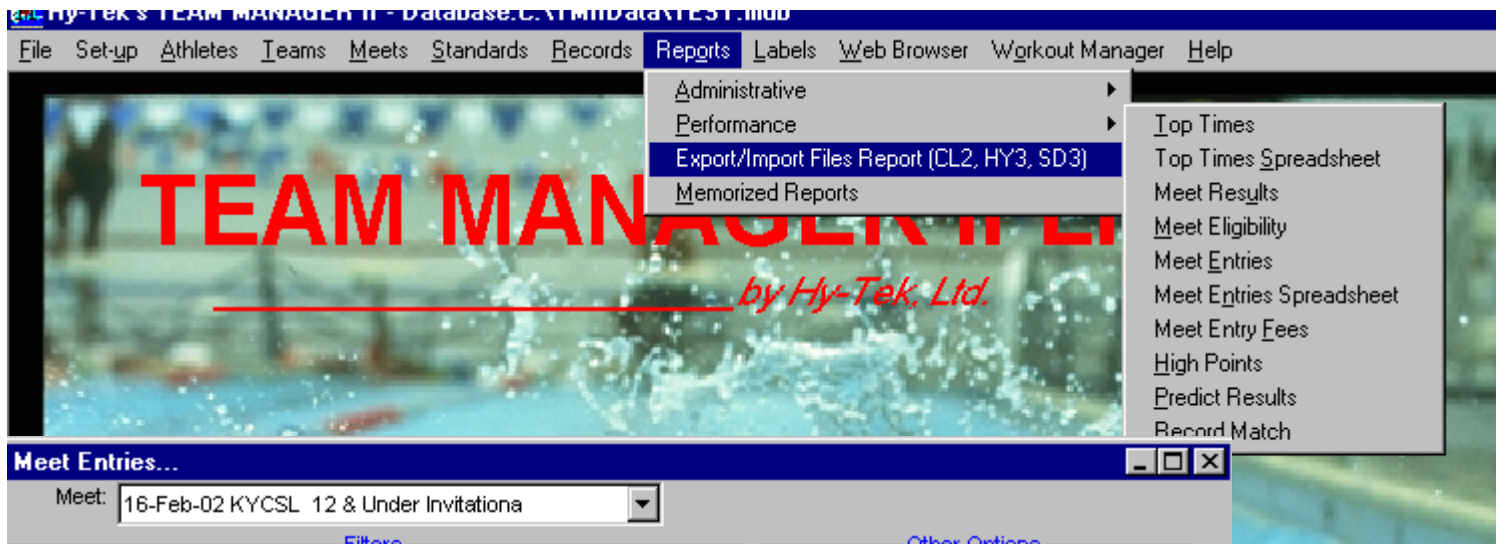 Hy-Tek's TEAM MANAGER II - Database:C:\TMIIData\TEST.mdb
File Set-up Athletes Teams Meets Standards Records Reports Labels Web Browser Workout Manager Help
Administrative
Performance
Export/Import Files Report (CL2, HY3, SD3)
Memorized Reports
Top Times
Top Times Spreadsheet
Meet Results
Meet Eligibility
Meet Entries
Meet Entries Spreadsheet
Meet Entry Fees
High Points
Predict Results
Record Match
TEAM MANAGER II
by Hy-Tek, Ltd.
Meet Entries...
Meet: 16-Feb-02 KYCSL 12 & Under Invitationa
Filters
Other Options